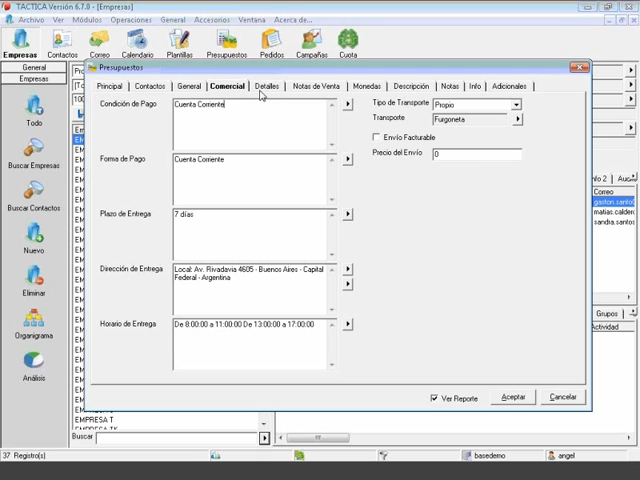 TACTICA Versión 6.7.0 - [Empresas]
Archivo Ver Módulos Operaciones General Accesorios Ventana Acerca de...
Empresas Contactos Correo Calendario Plantillas Presupuestos Pedidos Campañas Cuota
General
Empresas
Todo
Buscar Empresas
Buscar Contactos
Nuevo
Eliminar
Organigrama
Análisis
Presupuestos
Principal Contactos General Comercial Detalles Notas de Venta Monedas Descripción Notas Info Adicionales
Condición de Pago
Cuenta Corriente
Tipo de Transporte
Propio
Transporte
Furgoneta
Envío Facturable
Precio del Envío
0
Forma de Pago
Cuenta Corriente
Plazo de Entrega
7 días
Dirección de Entrega
Local: Av. Rivadavia 4605 - Buenos Aires - Capital
Federal - Argentina
Horario de Entrega
De 8:00:00 a 11:00:00 De 13:00:00 a 17:00:00
Ver Reporte
Aceptar
Cancelar
Correo
gaston.santo
matias.calder
sandra.santos
Grupos
Actividad
EMPRESA T
Buscar
37 Registro(s)
basedemo
angel